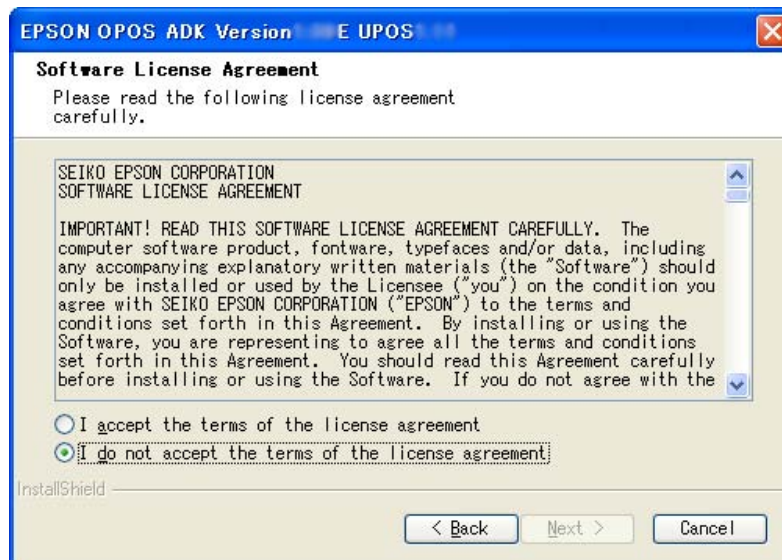 EPSON OPOS ADK Version E UPOS
Software License Agreement
Please read the following license agreement
carefully.
SEIKO EPSON CORPORATION
SOFTWARE LICENSE AGREEMENT
IMPORTANT! READ THIS SOFTWARE LICENSE AGREEMENT CAREFULLY. The
computer software product, fontware, typefaces and/or data, including
any accompanying explanatory written materials (the "Software") should
only be installed or used by the Licensee ("you") on the condition you
agree with SEIKO EPSON CORPORATION ("EPSON") to the terms and
conditions set forth in this Agreement. By installing or using the
Software, you are representing to agree all the terms and conditions
set forth in this Agreement. You should read this Agreement carefully
before installing or using the Software. If you do not agree with the
I accept the terms of the license agreement
I do not accept the terms of the license agreement
InstallShield
< Back Next > Cancel